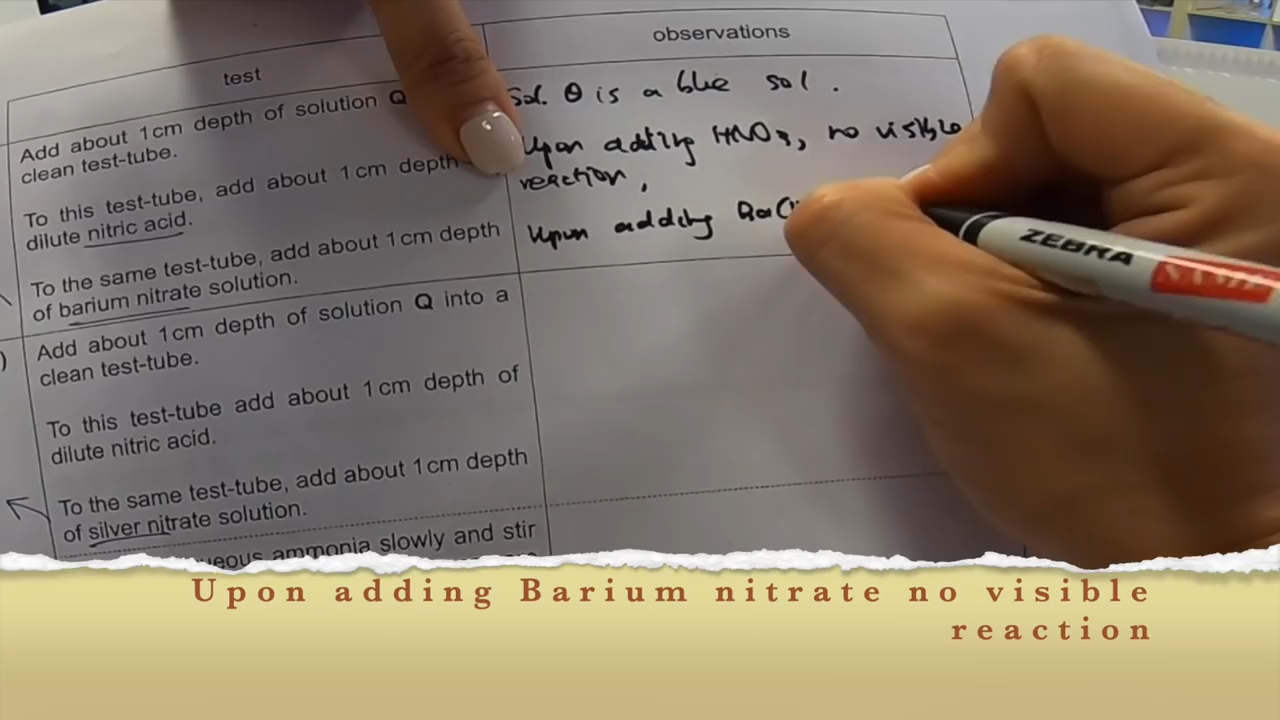 test
observations
Add about 1 cm depth of solution Q
clean test-tube.
To this test-tube, add about 1 cm depth
dilute nitric acid.
To the same test-tube, add about 1 cm depth
of barium nitrate solution.
Sol. Q is a blue sol.
Upon adding HNO3, no visible
reaction,
Upon adding Ba(
)
Add about 1 cm depth of solution Q into a
clean test-tube.
To this test-tube add about 1 cm depth of
dilute nitric acid.
To the same test-tube, add about 1 cm depth
of silver nitrate solution.
ammonia slowly and stir
ZEBRA
Upon adding Barium nitrate no visible
reaction